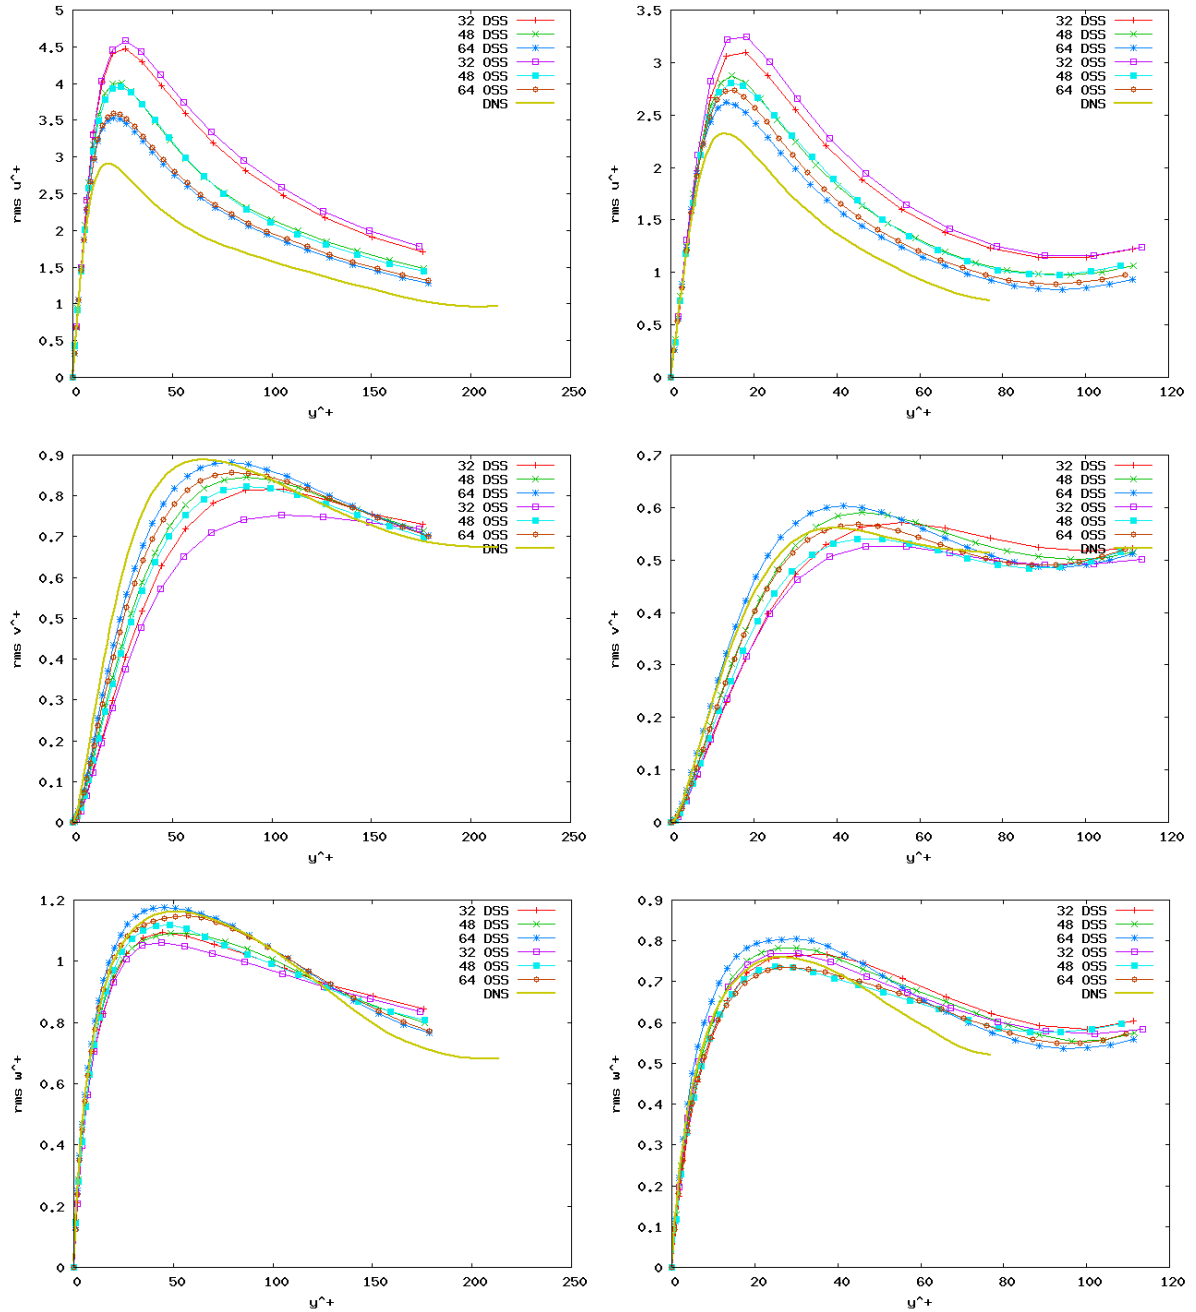 rms u^+
5
4.5
4
3.5
3
2.5
2
1.5
1
0.5
0
0 50 100 150 200 250
y^+
32 DSS
48 DSS
64 DSS
32 OSS
48 OSS
64 OSS
DNS
rms u^+
3.5
3
2.5
2
1.5
1
0.5
0
0 20 40 60 80 100 120
y^+
32 DSS
48 DSS
64 DSS
32 OSS
48 OSS
64 OSS
DNS
rms v^+
0.9
0.8
0.7
0.6
0.5
0.4
0.3
0.2
0.1
0
0 50 100 150 200 250
y^+
32 DSS
48 DSS
64 DSS
32 OSS
48 OSS
64 OSS
DNS
rms v^+
0.7
0.6
0.5
0.4
0.3
0.2
0.1
0
0 20 40 60 80 100 120
y^+
32 DSS
48 DSS
64 DSS
32 OSS
48 OSS
64 OSS
DNS
rms w^+
1.2
1
0.8
0.6
0.4
0.2
0
0 50 100 150 200 250
y^+
32 DSS
48 DSS
64 DSS
32 OSS
48 OSS
64 OSS
DNS
rms w^+
0.9
0.8
0.7
0.6
0.5
0.4
0.3
0.2
0.1
0
0 20 40 60 80 100 120
y^+
32 DSS
48 DSS
64 DSS
32 OSS
48 OSS
64 OSS
DNS